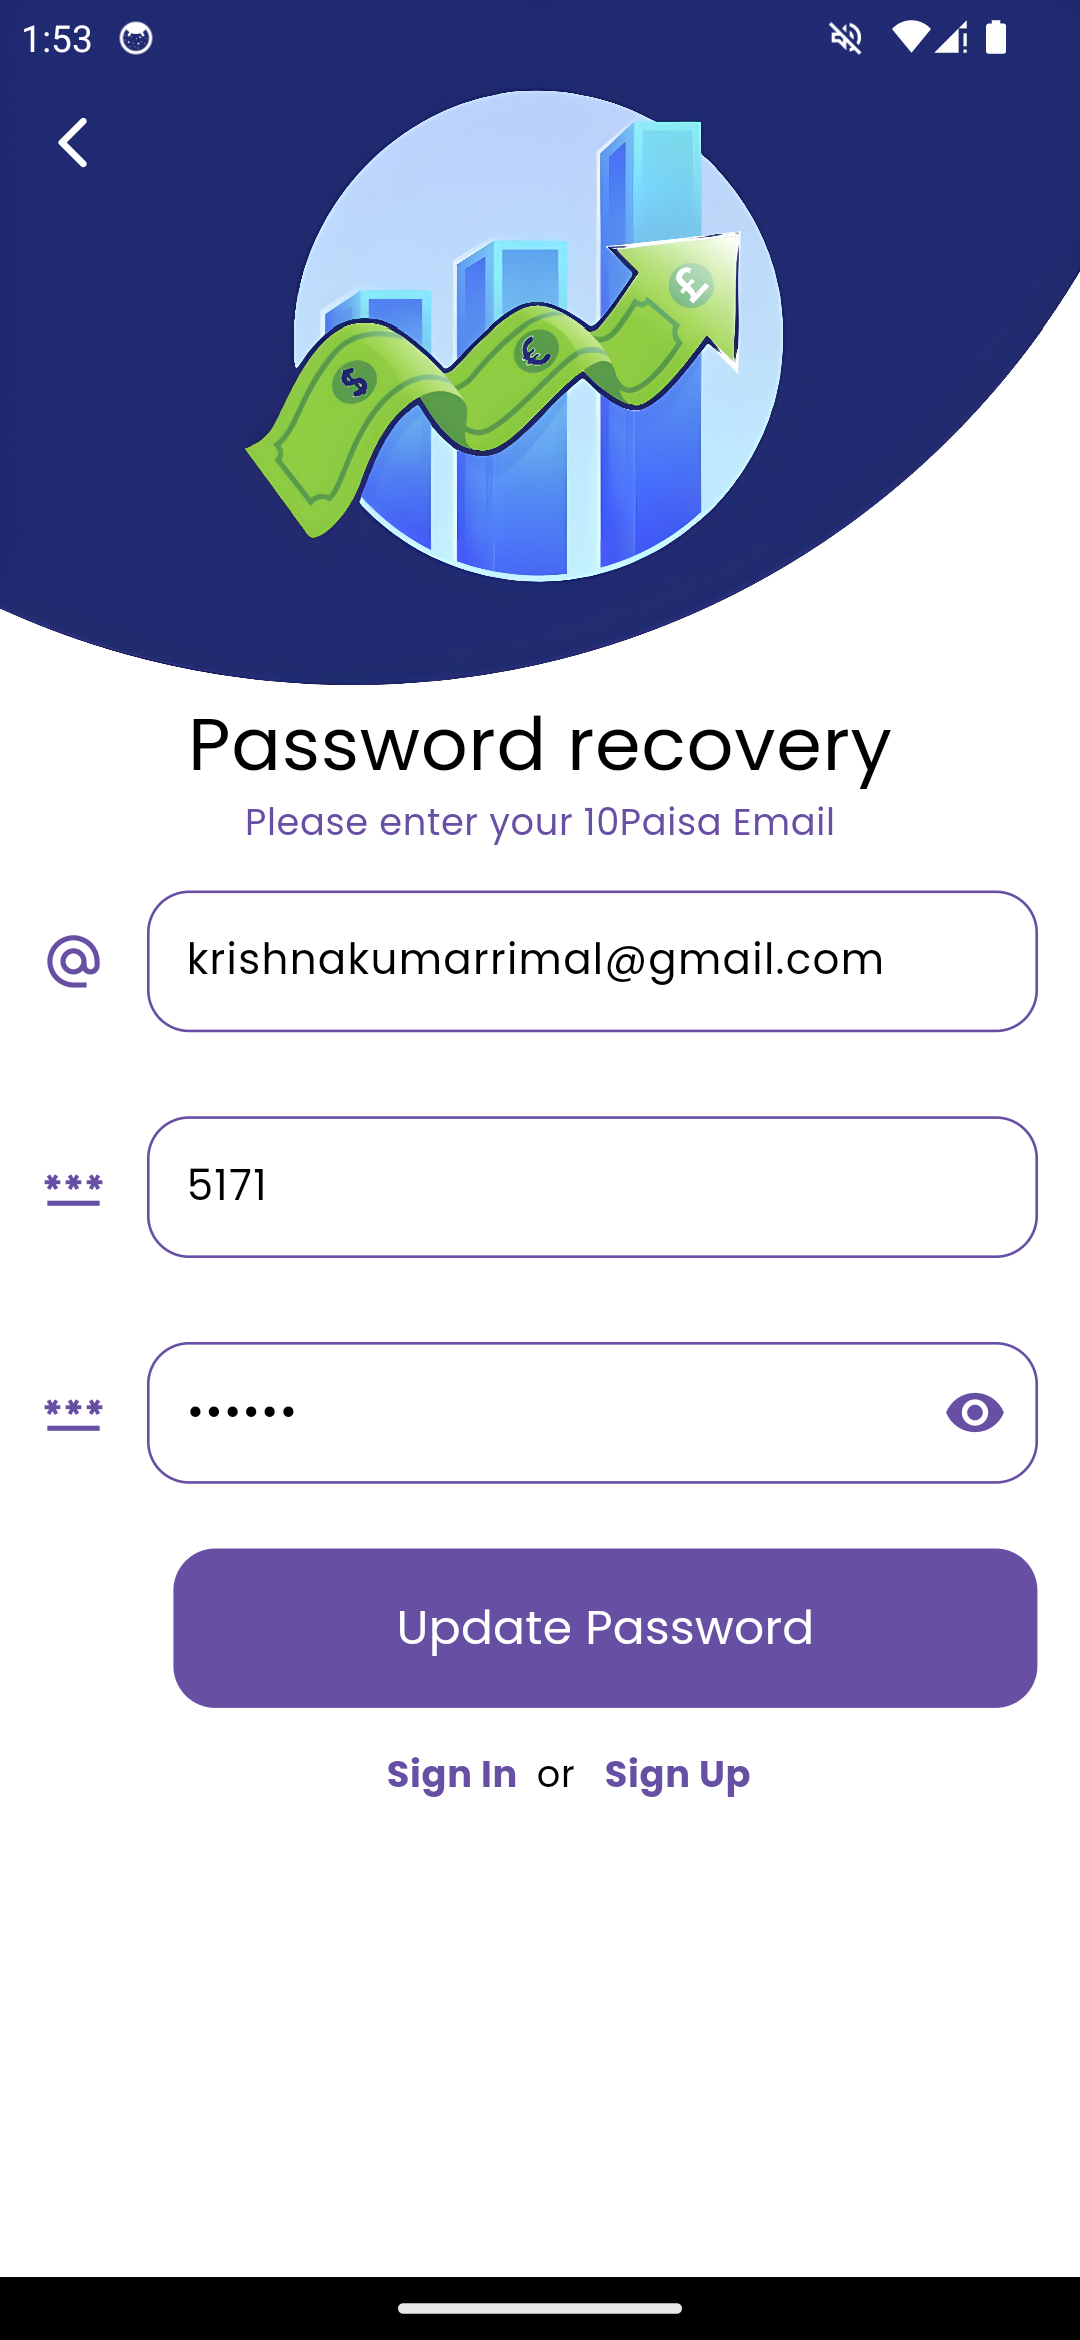 1:53
$
€
£
Password recovery
Please enter your 10Paisa Email
krishnakumarrimal@gmail.com
5171
••••••
Update Password
Sign In or Sign Up